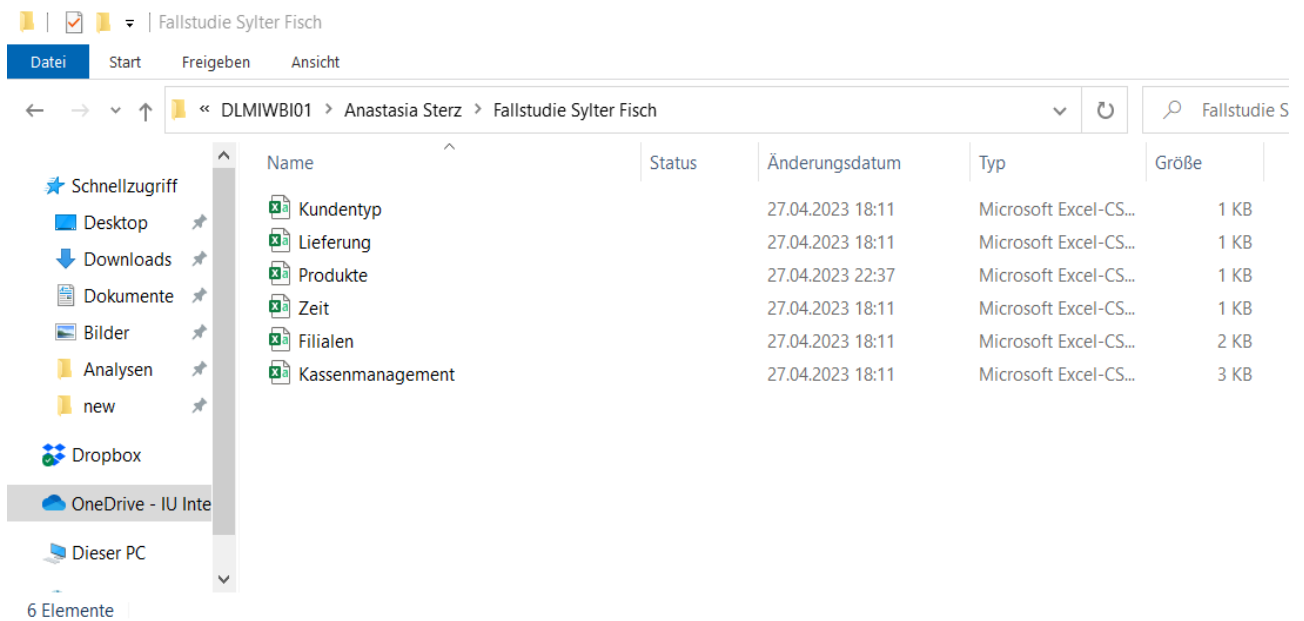 Fallstudie Sylter Fisch
Datei Start Freigeben Ansicht
« DLMIWBI01 > Anastasia Sterz > Fallstudie Sylter Fisch Fallstudie S
Name Status Änderungsdatum Typ Größe
Schnellzugriff
Desktop
Downloads
Dokumente
Bilder
Analysen
new
Dropbox
OneDrive - IU Inte
Dieser PC
Kundentyp 27.04.2023 18:11 Microsoft Excel-CS... 1 KB
Lieferung 27.04.2023 18:11 Microsoft Excel-CS... 1 KB
Produkte 27.04.2023 22:37 Microsoft Excel-CS... 1 KB
Zeit 27.04.2023 18:11 Microsoft Excel-CS... 1 KB
Filialen 27.04.2023 18:11 Microsoft Excel-CS... 2 KB
Kassenmanagement 27.04.2023 18:11 Microsoft Excel-CS... 3 KB
6 Elemente